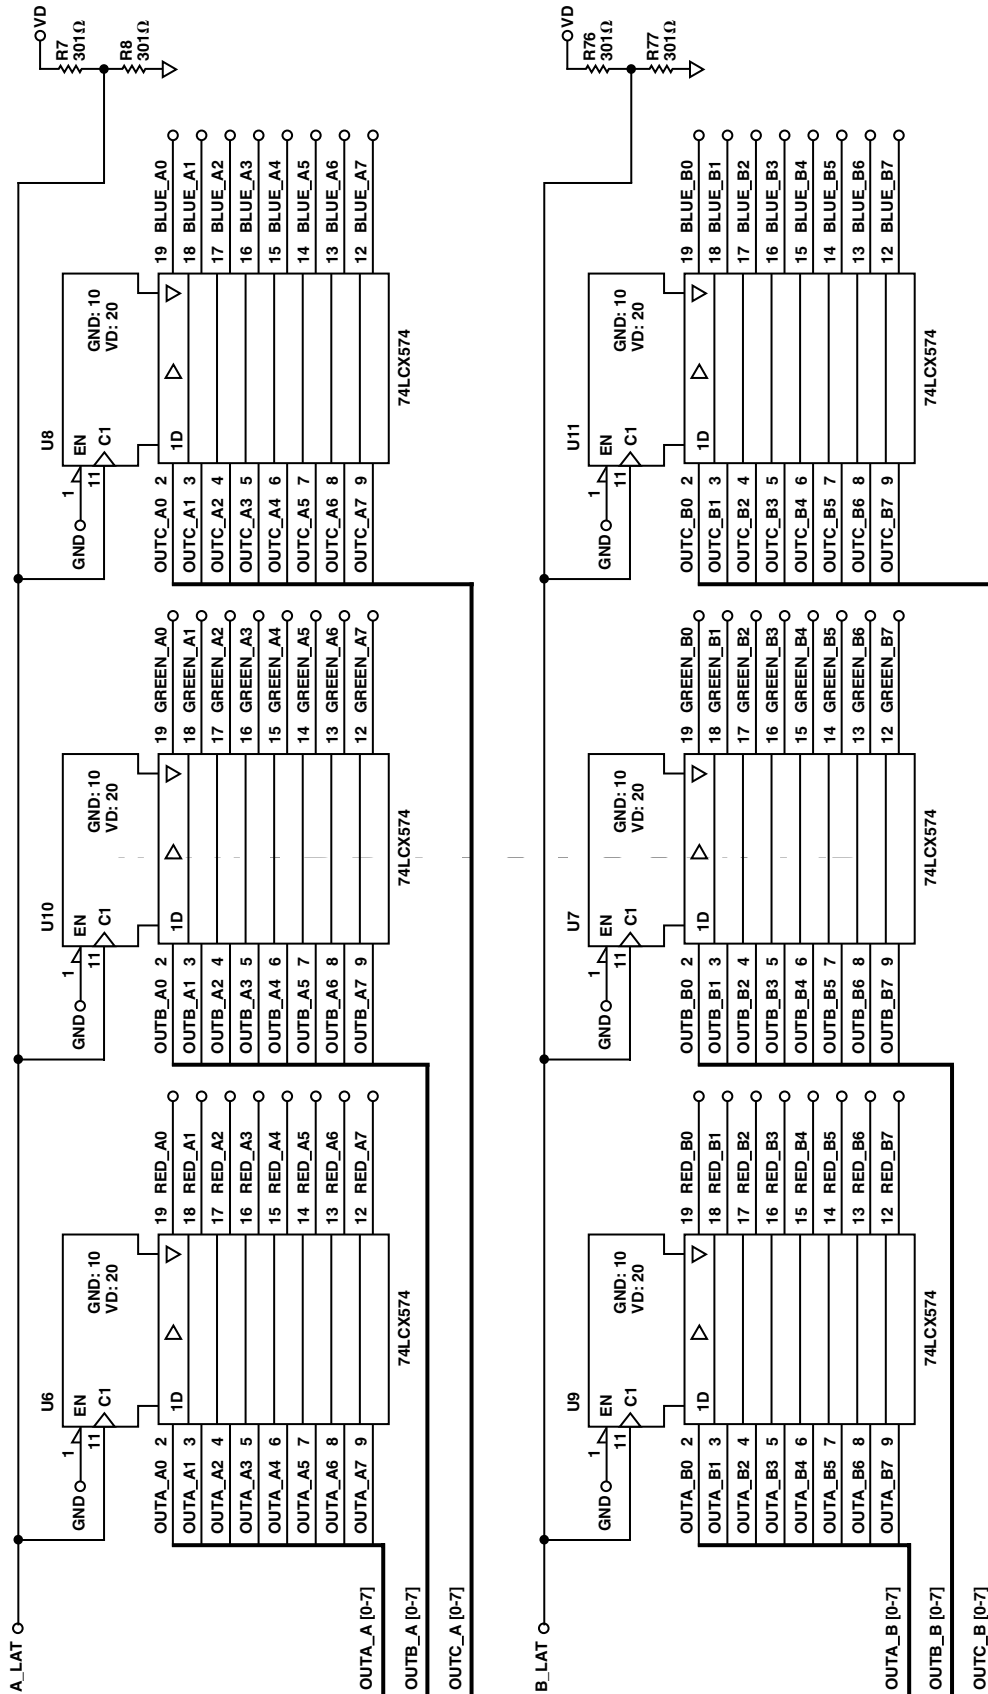 A_LAT
VD
R7
301Ω
R8
301Ω
U6
GND
1
11
EN
C1
GND: 10
VD: 20
1D
74LCX574
OUTA_A0 2
OUTA_A1 3
OUTA_A2 4
OUTA_A3 5
OUTA_A4 6
OUTA_A5 7
OUTA_A6 8
OUTA_A7 9
19 RED_A0
18 RED_A1
17 RED_A2
16 RED_A3
15 RED_A4
14 RED_A5
13 RED_A6
12 RED_A7
U10
GND
1
11
EN
C1
GND: 10
VD: 20
1D
74LCX574
OUTB_A0 2
OUTB_A1 3
OUTB_A2 4
OUTB_A3 5
OUTB_A4 6
OUTB_A5 7
OUTB_A6 8
OUTB_A7 9
19 GREEN_A0
18 GREEN_A1
17 GREEN_A2
16 GREEN_A3
15 GREEN_A4
14 GREEN_A5
13 GREEN_A6
12 GREEN_A7
U8
GND
1
11
EN
C1
GND: 10
VD: 20
1D
74LCX574
OUTC_A0 2
OUTC_A1 3
OUTC_A2 4
OUTC_A3 5
OUTC_A4 6
OUTC_A5 7
OUTC_A6 8
OUTC_A7 9
19 BLUE_A0
18 BLUE_A1
17 BLUE_A2
16 BLUE_A3
15 BLUE_A4
14 BLUE_A5
13 BLUE_A6
12 BLUE_A7
OUTA_A [0-7]
OUTB_A [0-7]
OUTC_A [0-7]
B_LAT
VD
R76
301Ω
R77
301Ω
U9
GND
1
11
EN
C1
GND: 10
VD: 20
1D
74LCX574
OUTA_B0 2
OUTA_B1 3
OUTA_B2 4
OUTA_B3 5
OUTA_B4 6
OUTA_B5 7
OUTA_B6 8
OUTA_B7 9
19 RED_B0
18 RED_B1
17 RED_B2
16 RED_B3
15 RED_B4
14 RED_B5
13 RED_B6
12 RED_B7
U7
GND
1
11
EN
C1
GND: 10
VD: 20
1D
74LCX574
OUTB_B0 2
OUTB_B1 3
OUTB_B2 4
OUTB_B3 5
OUTB_B4 6
OUTB_B5 7
OUTB_B6 8
OUTB_B7 9
19 GREEN_B0
18 GREEN_B1
17 GREEN_B2
16 GREEN_B3
15 GREEN_B4
14 GREEN_B5
13 GREEN_B6
12 GREEN_B7
U11
GND
1
11
EN
C1
GND: 10
VD: 20
1D
74LCX574
OUTC_B0 2
OUTC_B1 3
OUTC_B2 4
OUTC_B3 5
OUTC_B4 6
OUTC_B5 7
OUTC_B6 8
OUTC_B7 9
19 BLUE_B0
18 BLUE_B1
17 BLUE_B2
16 BLUE_B3
15 BLUE_B4
14 BLUE_B5
13 BLUE_B6
12 BLUE_B7
OUTA_B [0-7]
OUTB_B [0-7]
OUTC_B [0-7]